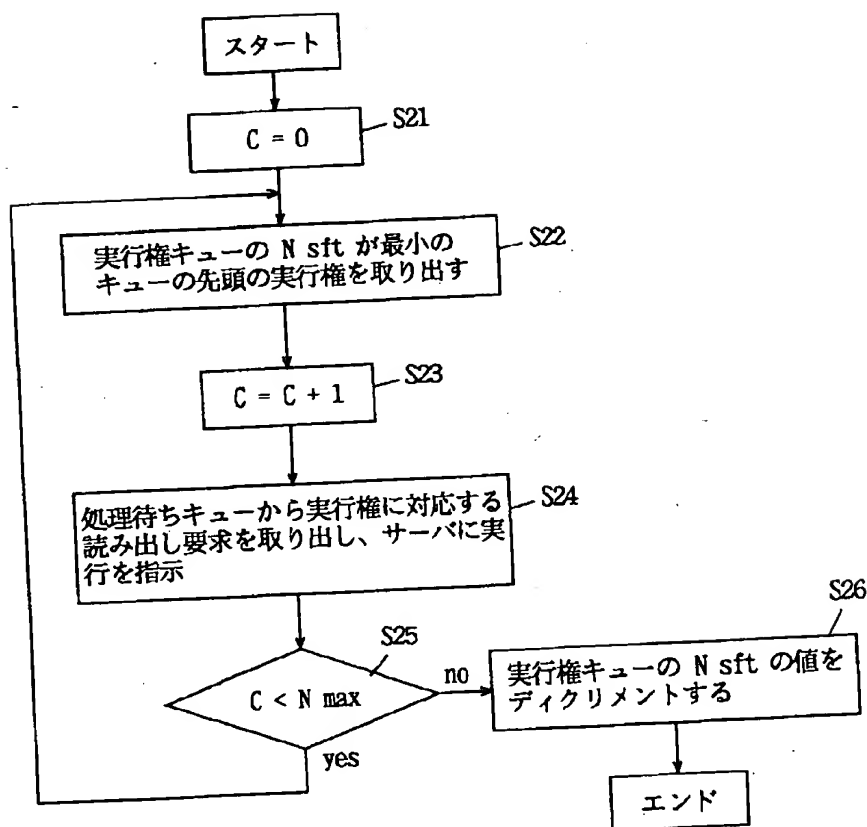 スタート
C = 0
S21
実行権キューの N sft が最小の
キューの先頭の実行権を取り出す
S22
C = C + 1
S23
処理待ちキューから実行権に対応する
読み出し要求を取り出し、サーバに実
行を指示
S24
C < N max
S25
no
yes
実行権キューの N sft の値を
ディクリメントする
S26
エンド